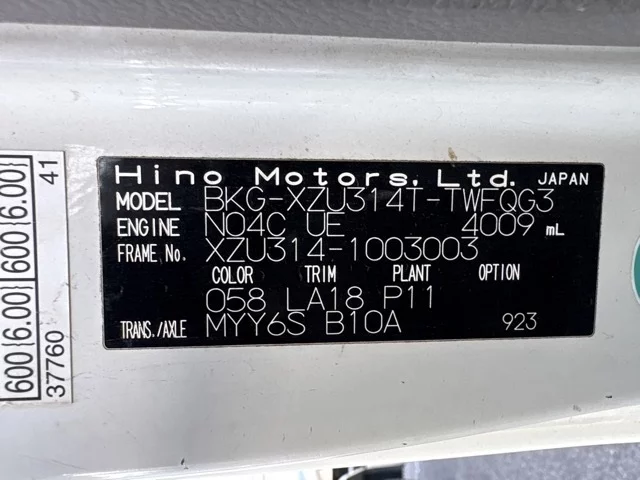 Hino Motors, Ltd. JAPAN
MODEL BKG-XZU314T-TWFQG3
ENGINE N04C UE 4009 mL
FRAME No. XZU314-1003003
COLOR TRIM PLANT OPTION
058 LA18 P11
TRANS./AXLE MYY6S B10A 923
600{6.00} 600{6.00}
37760 41